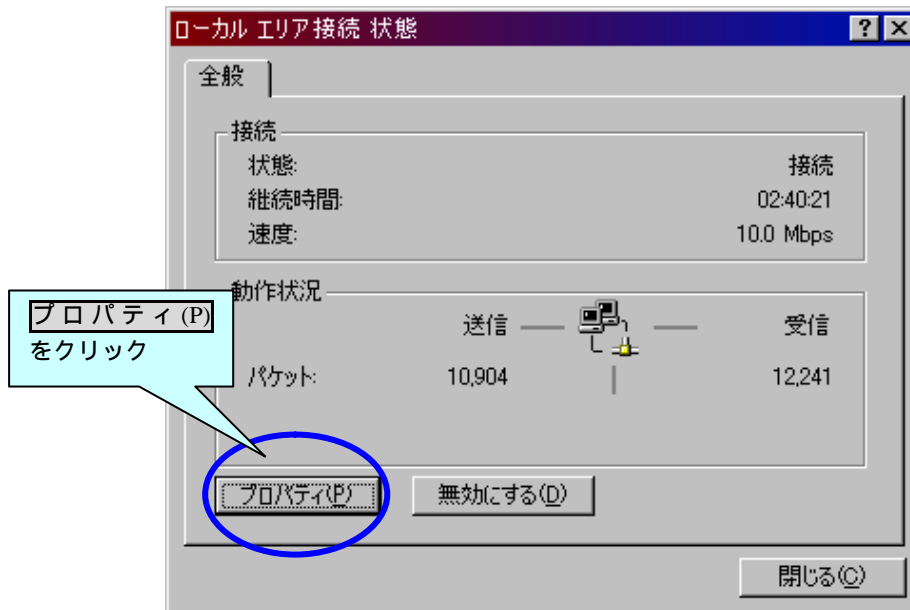 ローカル エリア接続 状態
全般
接続
状態: 接続
継続時間: 02:40:21
速度: 10.0 Mbps
動作状況
送信 受信
パケット: 10,904 12,241
プロパティ(P)
をクリック
プロパティ(P) 無効にする(D)
閉じる(C)